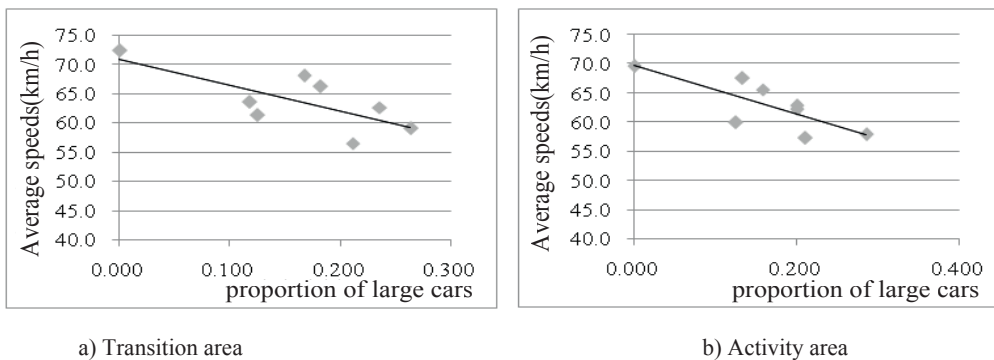 Average speeds(km/h)
75.0
70.0
65.0
60.0
55.0
50.0
45.0
40.0
0.000 0.100 0.200 0.300
proportion of large cars
a) Transition area
Average speeds(km/h)
75.0
70.0
65.0
60.0
55.0
50.0
45.0
40.0
0.000 0.200 0.400
proportion of large cars
b) Activity area